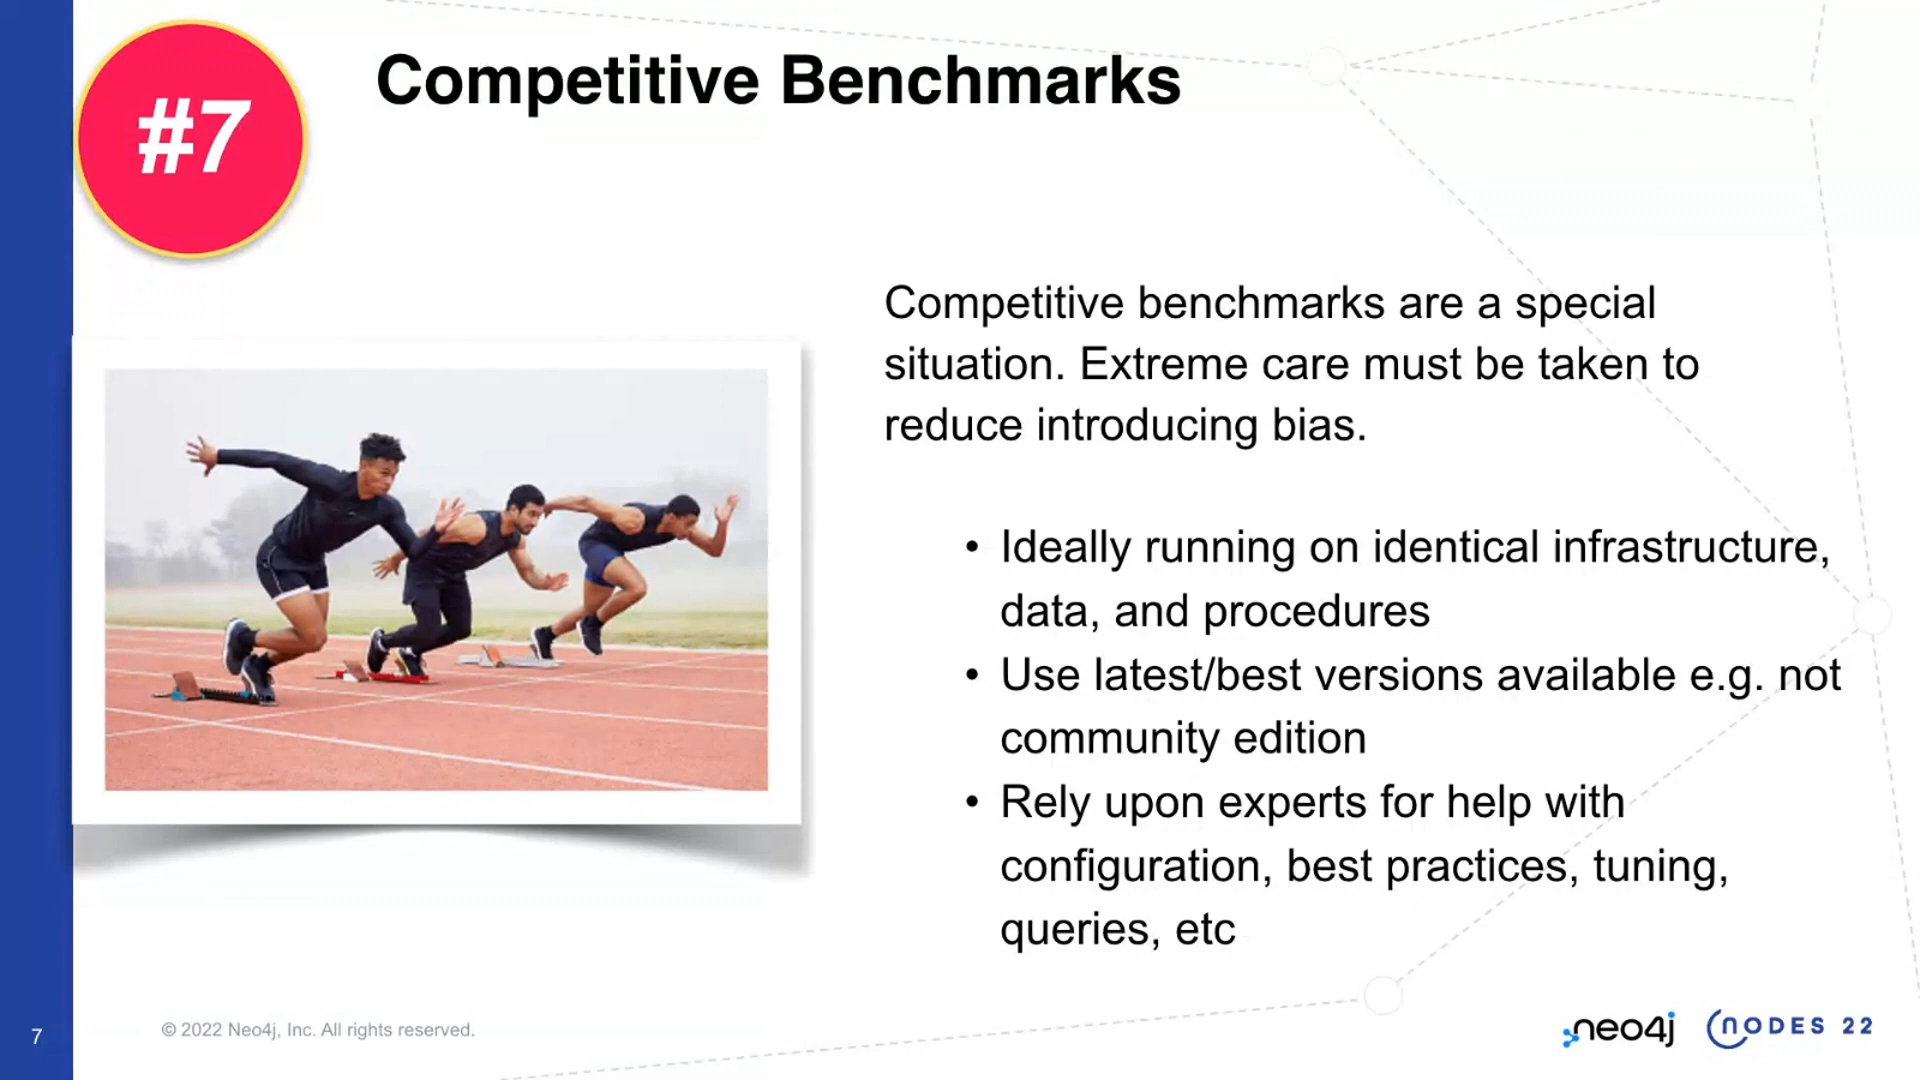 #7
Competitive Benchmarks
Competitive benchmarks are a special
situation. Extreme care must be taken to
reduce introducing bias.
• Ideally running on identical infrastructure,
data, and procedures
• Use latest/best versions available e.g. not
community edition
• Rely upon experts for help with
configuration, best practices, tuning,
queries, etc
7
© 2022 Neo4j, Inc. All rights reserved.
neo4j
NODES 22